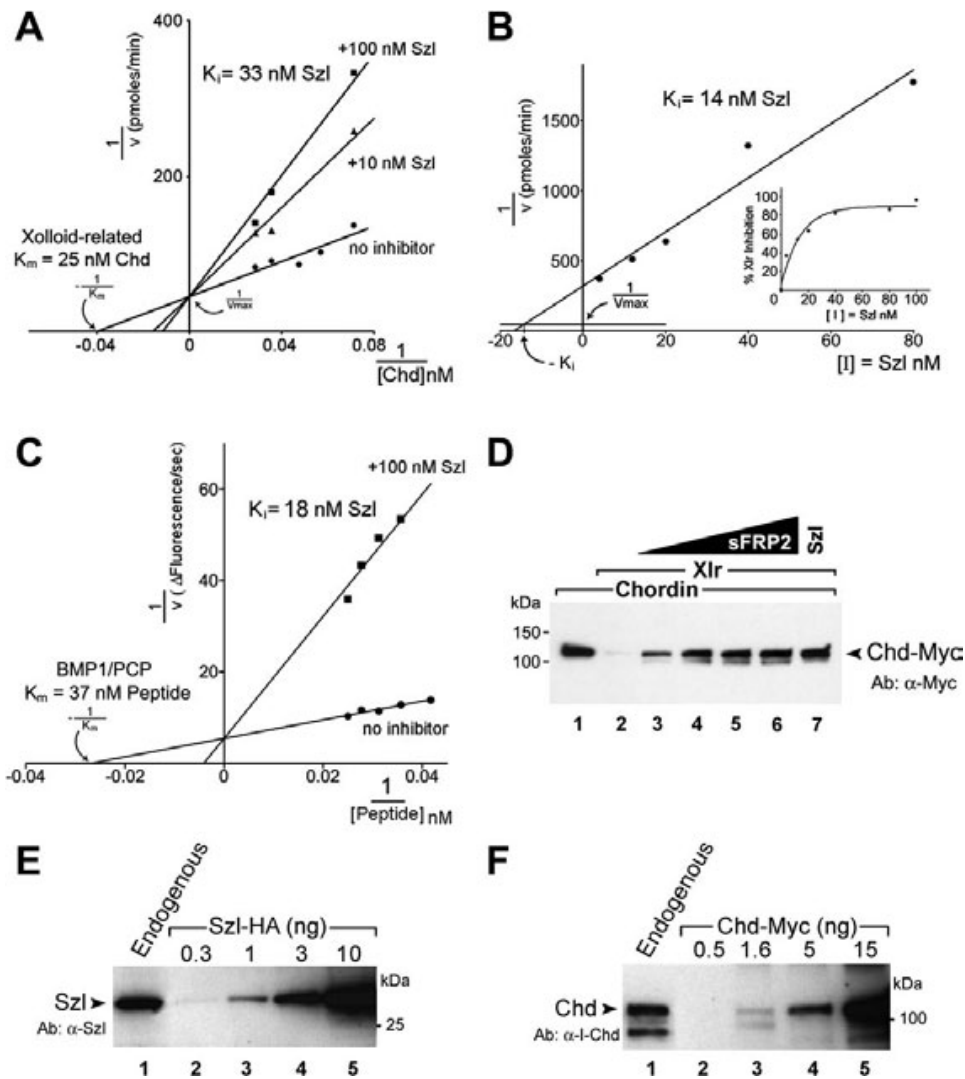 A
400
+100 nM Szl
Ki = 33 nM Szl
1
v (pmoles/min)
+10 nM Szl
200
Xolloid-related
Km = 25 nM Chd
no inhibitor
- 1
Km
1
Vmax
-0.04
0
0.04
0.08
1
[Chd] nM
B
Ki = 14 nM Szl
1500
1
v (pmoles/min)
1000
500
1
Vmax
% Xlr Inhibition
100
80
60
40
20
0
20
40
60
80
100
[ I ] = Szl nM
-20
0
20
40
60
80
- Ki
[I] = Szl nM
C
+100 nM Szl
60
Ki = 18 nM Szl
1
v (ΔFluorescence/sec)
40
BMP1/PCP
Km = 37 nM Peptide
20
- 1
Km
no inhibitor
-0.04
-0.02
0
0.02
0.04
1
[Peptide] nM
D
sFRP2
Szl
Xlr
Chordin
kDa
150
100
Chd-Myc
Ab: α-Myc
1 2 3 4 5 6 7
E
Endogenous
Szl-HA (ng)
0.3 1 3 10
kDa
Szl
Ab: α-Szl
25
1 2 3 4 5
F
Endogenous
Chd-Myc (ng)
0.5 1.6 5 15
kDa
Chd
Ab: α-I-Chd
100
1 2 3 4 5